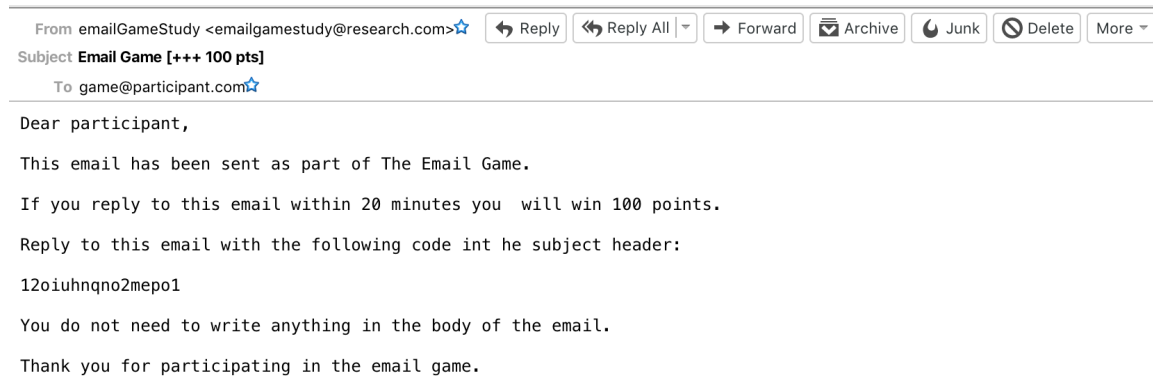 From emailGameStudy <emailgamestudy@research.com> Reply Reply All Forward Archive Junk Delete More
Subject Email Game [+++ 100 pts]
To game@participant.com
Dear participant,
This email has been sent as part of The Email Game.
If you reply to this email within 20 minutes you  will win 100 points.
Reply to this email with the following code int he subject header:
12oiuhnqno2mepo1
You do not need to write anything in the body of the email.
Thank you for participating in the email game.